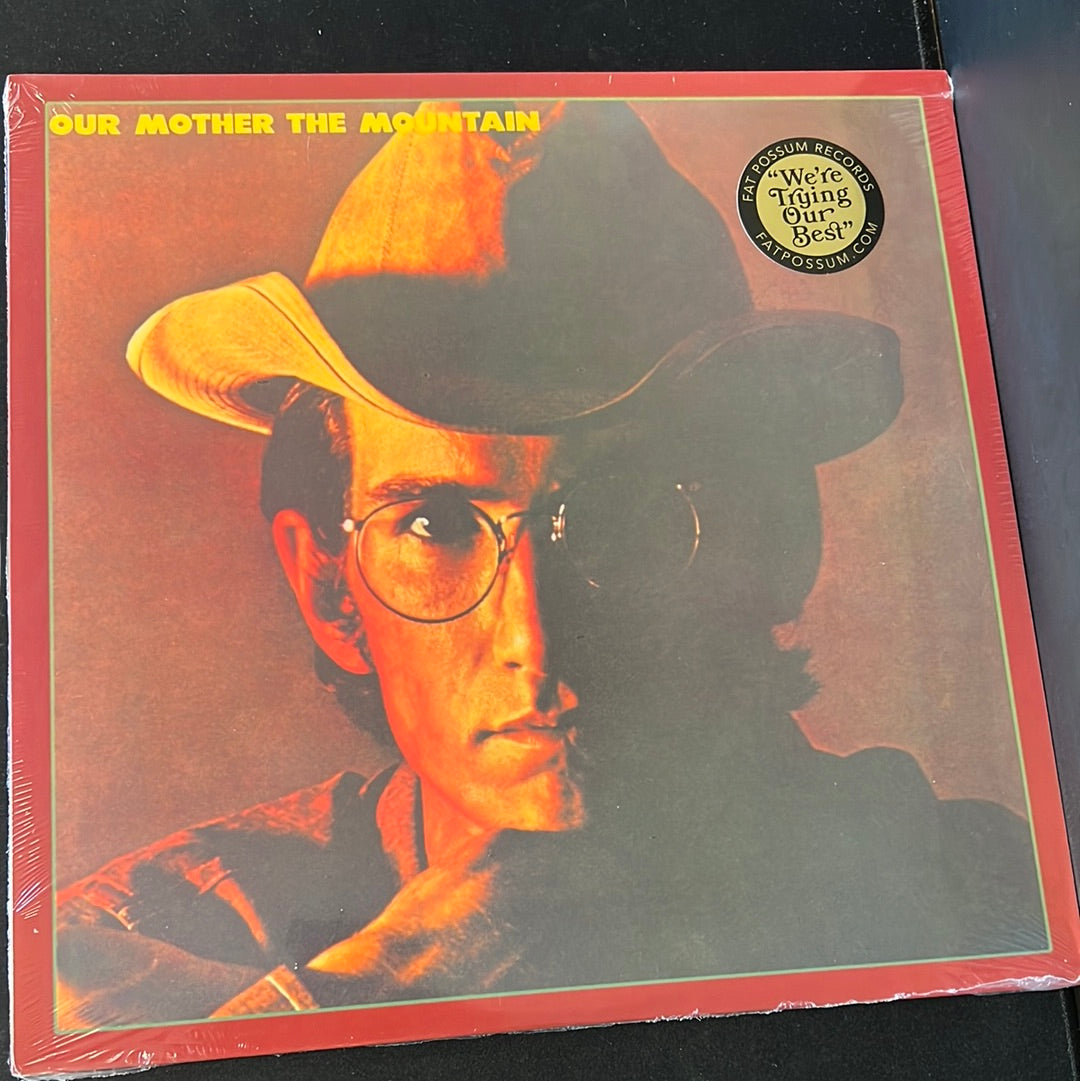 OUR MOTHER THE MOUNTAIN
FAT POSSUM RECORDS
“We're
Trying
Our
Best”
FATPOSSUM.COM